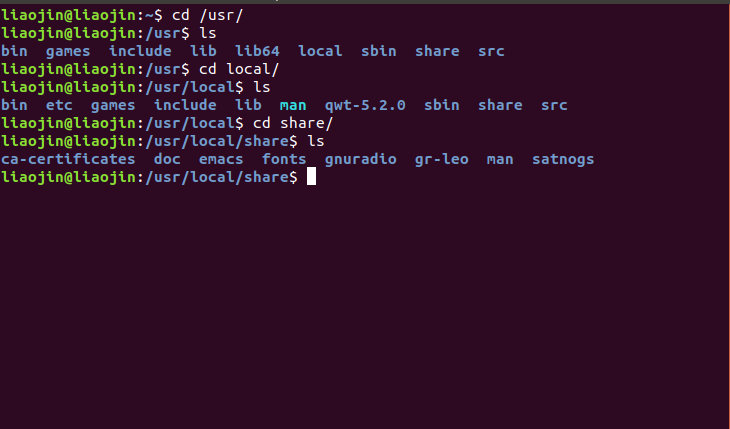 liaojin@liaojin:~$ cd /usr/
liaojin@liaojin:/usr$ ls
bin  games  include  lib  lib64  local  sbin  share  src
liaojin@liaojin:/usr$ cd local/
liaojin@liaojin:/usr/local$ ls
bin  etc  games  include  lib  man  qwt-5.2.0  sbin  share  src
liaojin@liaojin:/usr/local$ cd share/
liaojin@liaojin:/usr/local/share$ ls
ca-certificates  doc  emacs  fonts  gnuradio  gr-leo  man  satnogs
liaojin@liaojin:/usr/local/share$